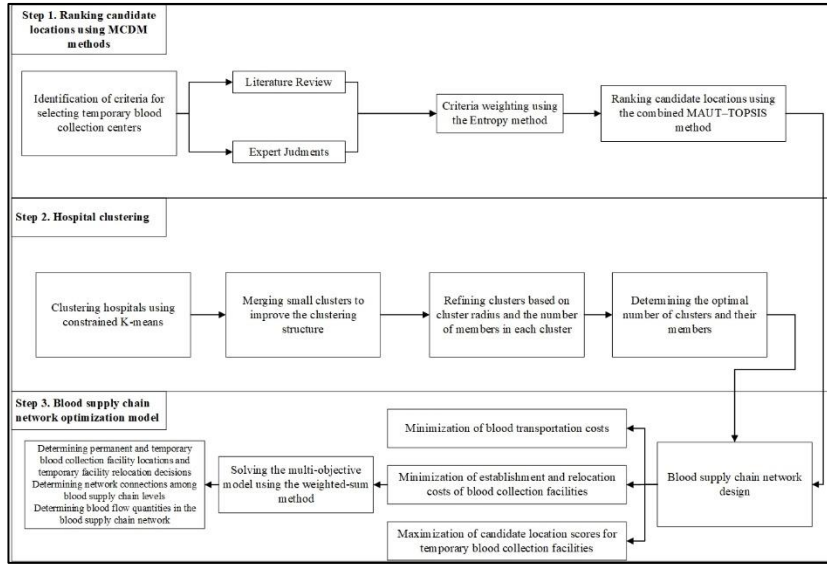 Step 1. Ranking candidate
locations using MCDM
methods
Identification of criteria for
selecting temporary blood
collection centers
Literature Review
Expert Judgments
Criteria weighting using
the Entropy method
Ranking candidate locations using
the combined MAUT–TOPSIS
method
Step 2. Hospital clustering
Clustering hospitals using
constrained K-means
Merging small clusters to
improve the clustering
structure
Refining clusters based on
cluster radius and the number
of members in each cluster
Determining the optimal
number of clusters and their
members
Step 3. Blood supply chain
network optimization model
Determining permanent and temporary
blood collection facility locations and
temporary facility relocation decisions
Determining network connections among
blood supply chain levels
Determining blood flow quantities in the
blood supply chain network
Solving the multi-objective
model using the weighted-sum
method
Minimization of blood transportation costs
Minimization of establishment and relocation
costs of blood collection facilities
Maximization of candidate location scores for
temporary blood collection facilities
Blood supply chain network
design